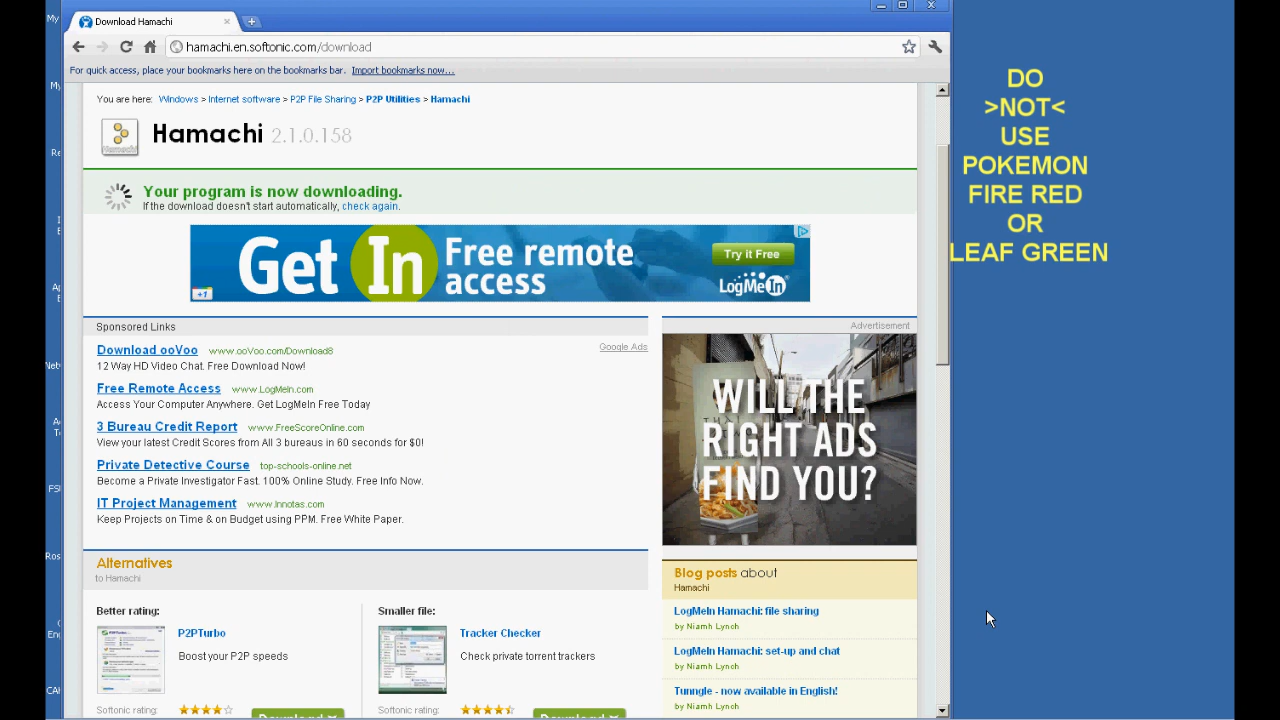 My
Download Hamachi
hamachi.en.softonic.com/download
For quick access, place your bookmarks here on the bookmarks bar. Import bookmarks now...
You are here: Windows > Internet software > P2P File Sharing > P2P Utilities > Hamachi
Hamachi 2.1.0.158
Your program is now downloading.
If the download doesn't start automatically, check again.
Get In Free remote access
Try it Free
LogMeIn
+1
Sponsored Links
Google Ads
Download ooVoo www.ooVoo.com/Download8
12 Way HD Video Chat. Free Download Now!
Free Remote Access www.LogMeIn.com
Access Your Computer Anywhere. Get LogMeIn Free Today
3 Bureau Credit Report www.FreeScoreOnline.com
View your latest Credit Scores from All 3 bureaus in 60 seconds for $0!
Private Detective Course top-schools-online.net
Become a Private Investigator Fast. 100% Online Study. Free Info Now.
IT Project Management www.Innotas.com
Keep Projects on Time & on Budget using PPM. Free White Paper.
Advertisement
WILL THE
RIGHT ADS
FIND YOU?
Alternatives
to Hamachi
Better rating:
P2PTurbo
Boost your P2P speeds
Softonic rating:
Download
Smaller file:
Tracker Checker
Check private torrent trackers
Softonic rating:
Download
Blog posts about
Hamachi
LogMeIn Hamachi: file sharing
by Niamh Lynch
LogMeIn Hamachi: set-up and chat
by Niamh Lynch
Tunngle - now available in English!
by Niamh Lynch
DO
>NOT<
USE
POKEMON
FIRE RED
OR
LEAF GREEN